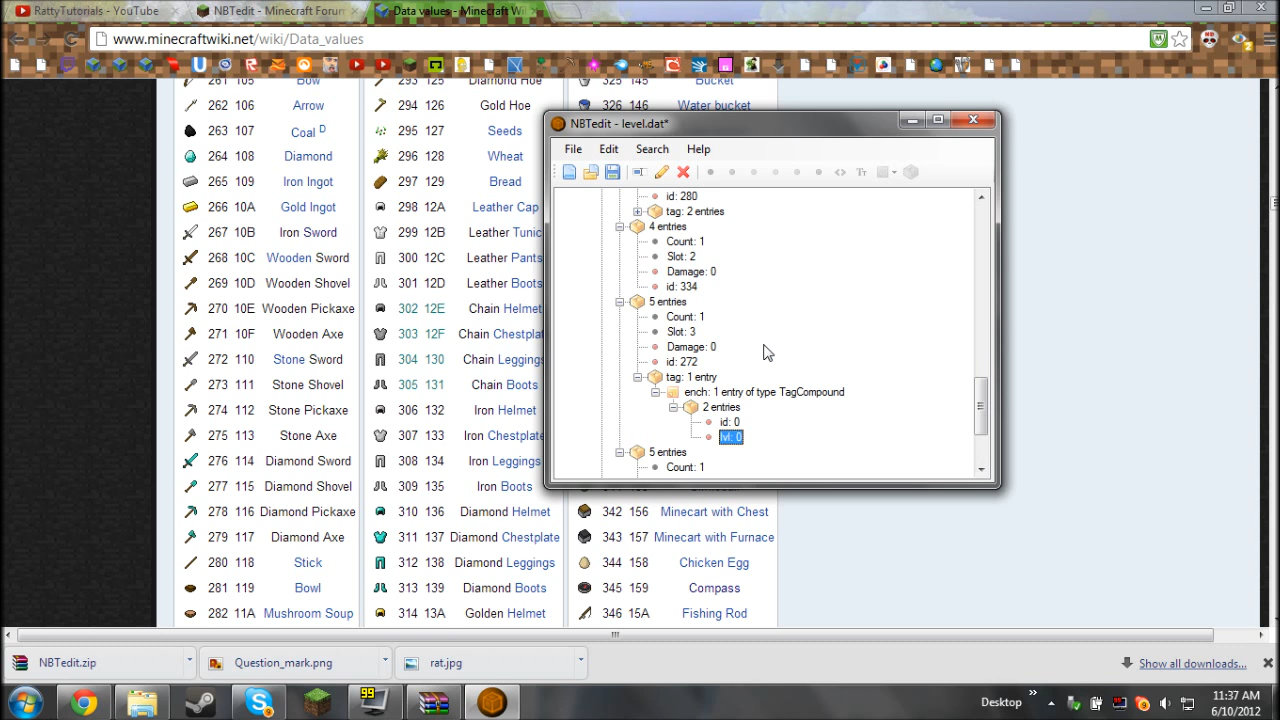 RattyTutorials - YouTube
NBTedit - Minecraft Forum
Data values - Minecraft Wi
www.minecraftwiki.net/wiki/Data_values
261 105 Bow
262 106 Arrow
263 107 Coal D
264 108 Diamond
265 109 Iron Ingot
266 10A Gold Ingot
267 10B Iron Sword
268 10C Wooden Sword
269 10D Wooden Shovel
270 10E Wooden Pickaxe
271 10F Wooden Axe
272 110 Stone Sword
273 111 Stone Shovel
274 112 Stone Pickaxe
275 113 Stone Axe
276 114 Diamond Sword
277 115 Diamond Shovel
278 116 Diamond Pickaxe
279 117 Diamond Axe
280 118 Stick
281 119 Bowl
282 11A Mushroom Soup
293 125 Diamond Hoe
294 126 Gold Hoe
295 127 Seeds
296 128 Wheat
297 129 Bread
298 12A Leather Cap
299 12B Leather Tunic
300 12C Leather Pants
301 12D Leather Boots
302 12E Chain Helmet
303 12F Chain Chestplate
304 130 Chain Leggings
305 131 Chain Boots
306 132 Iron Helmet
307 133 Iron Chestplate
308 134 Iron Leggings
309 135 Iron Boots
310 136 Diamond Helmet
311 137 Diamond Chestplate
312 138 Diamond Leggings
313 139 Diamond Boots
314 13A Golden Helmet
325 145 Bucket
326 146 Water bucket
342 156 Minecart with Chest
343 157 Minecart with Furnace
344 158 Chicken Egg
345 159 Compass
346 15A Fishing Rod
NBTedit - level.dat*
File Edit Search Help
id: 280
tag: 2 entries
4 entries
Count: 1
Slot: 2
Damage: 0
id: 334
5 entries
Count: 1
Slot: 3
Damage: 0
id: 272
tag: 1 entry
ench: 1 entry of type TagCompound
2 entries
id: 0
lvl: 0
5 entries
Count: 1
NBTedit.zip
Question_mark.png
rat.jpg
Show all downloads...
99
Desktop
11:37 AM
6/10/2012